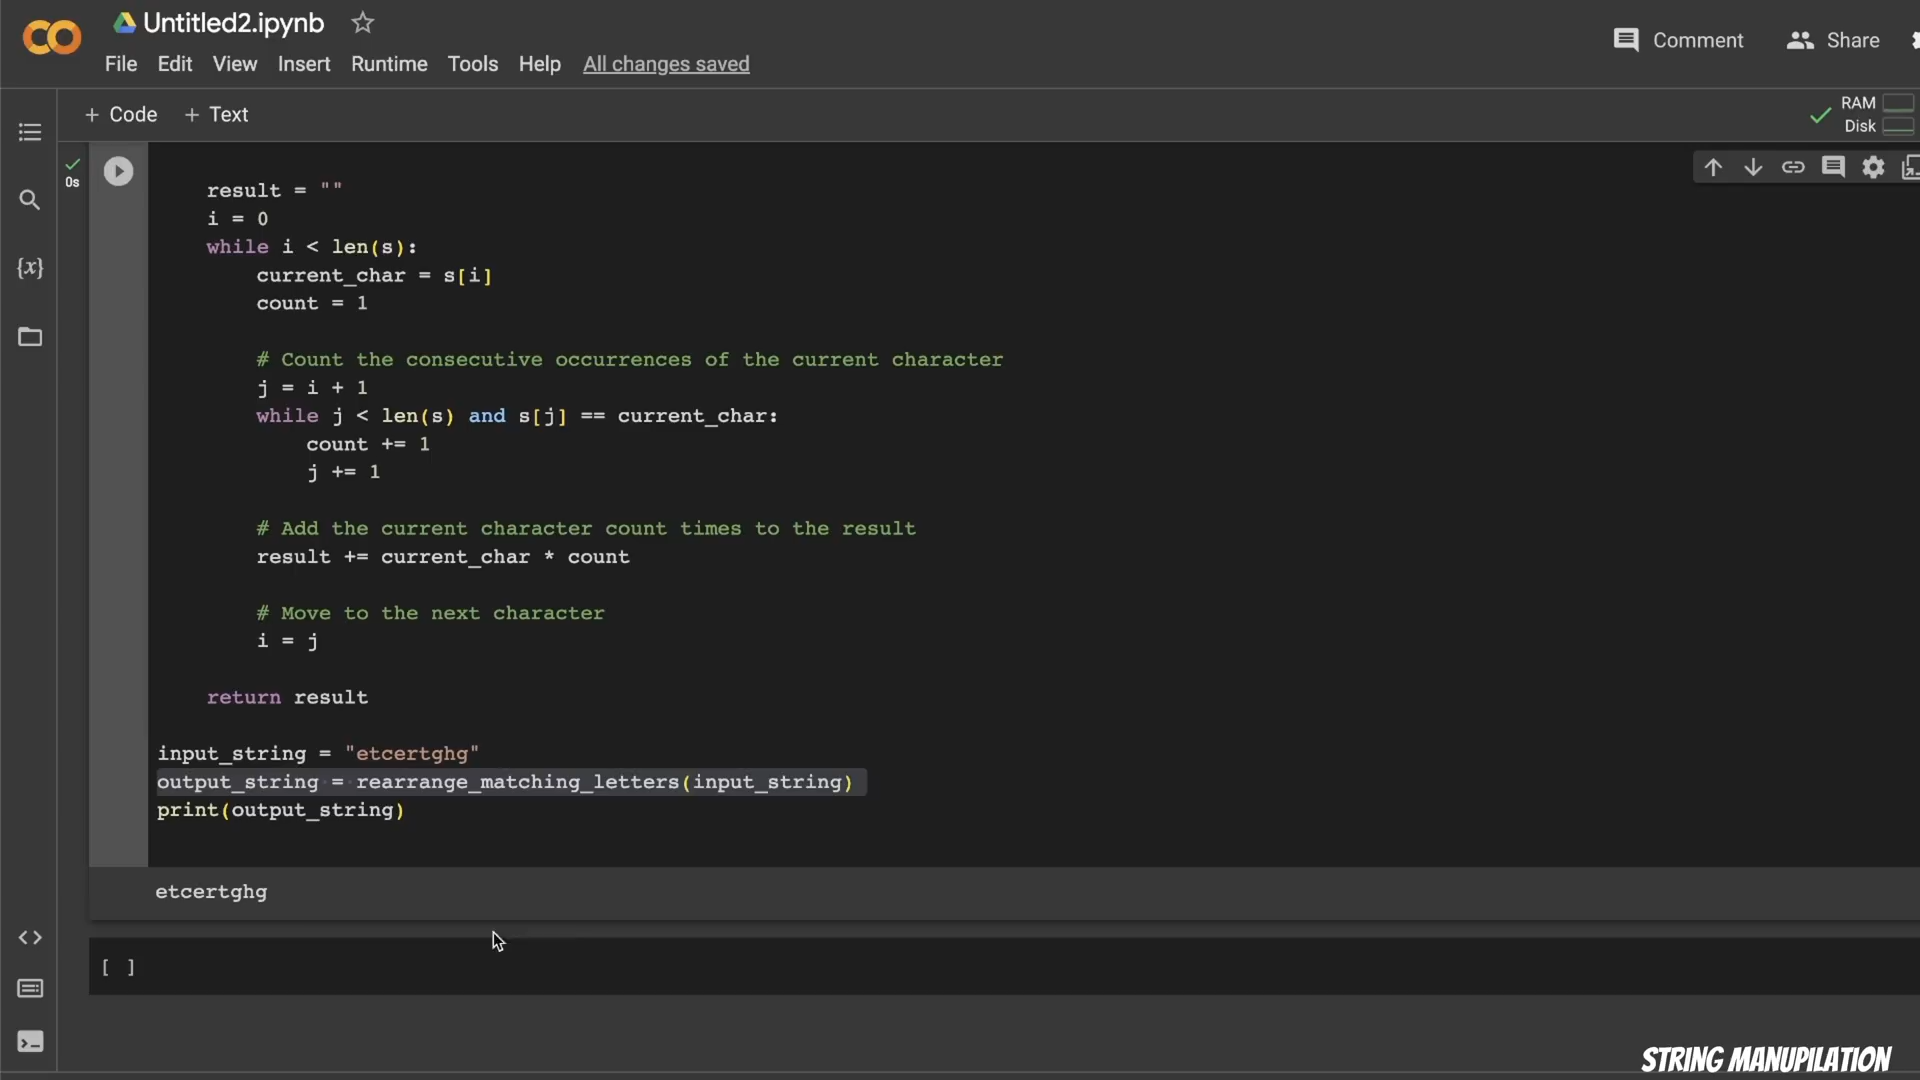 Untitled2.ipynb
Comment
Share
File Edit View Insert Runtime Tools Help All changes saved
+ Code + Text
RAM
Disk
0s
result = ""
i = 0
while i < len(s):
current_char = s[i]
count = 1
# Count the consecutive occurrences of the current character
j = i + 1
while j < len(s) and s[j] == current_char:
count += 1
j += 1
# Add the current character count times to the result
result += current_char * count
# Move to the next character
i = j
return result
input_string = "etcertghg"
output_string = rearrange_matching_letters(input_string)
print(output_string)
etcertghg
[ ]
STRING MANUPILATION